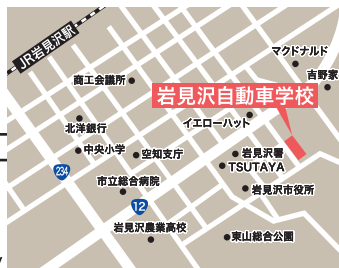 JR岩見沢駅
マクドナルド
吉野家
商工会議所
岩見沢自動車学校
イエローハット
北洋銀行
中央小学
空知支庁
岩見沢署
TSUTAYA
234
市立総合病院
岩見沢市役所
12
岩見沢農業高校
東山総合公園